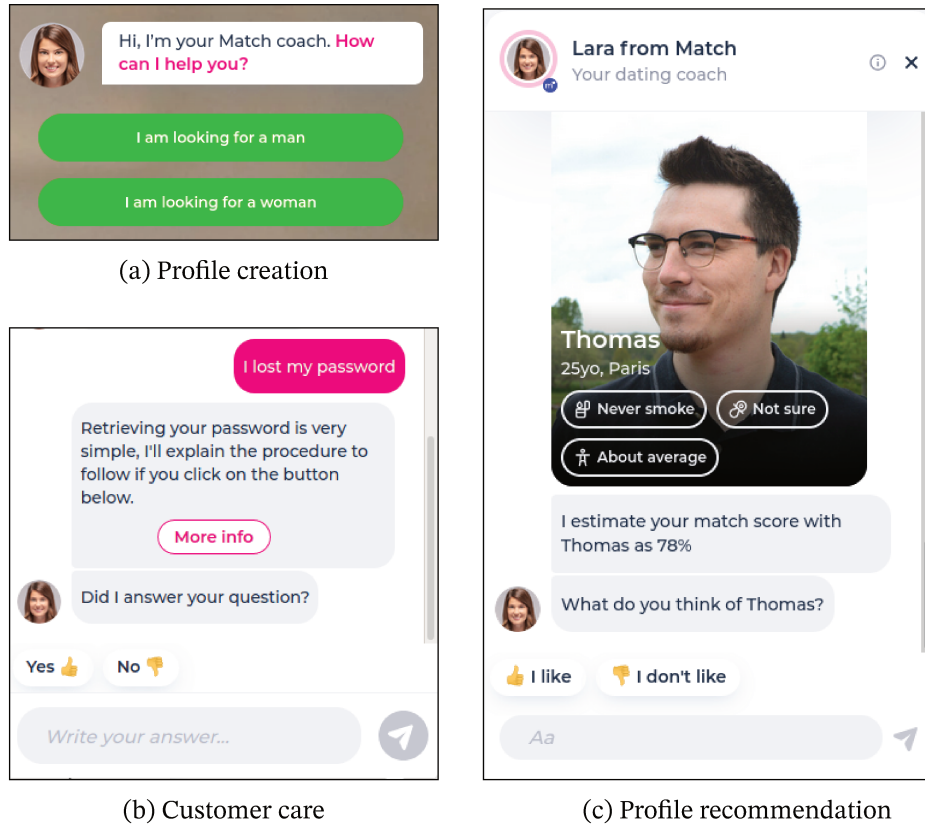 Hi, I'm your Match coach. How
can I help you?
I am looking for a man
I am looking for a woman
(a) Profile creation
I lost my password
Retrieving your password is very
simple, I'll explain the procedure to
follow if you click on the button
below.
More info
Did I answer your question?
Yes 👍 No 👎
Write your answer...
(b) Customer care
Lara from Match
Your dating coach
Thomas
25yo, Paris
Never smoke Not sure
About average
I estimate your match score with
Thomas as 78%
What do you think of Thomas?
👍 I like 👎 I don't like
Aa
(c) Profile recommendation